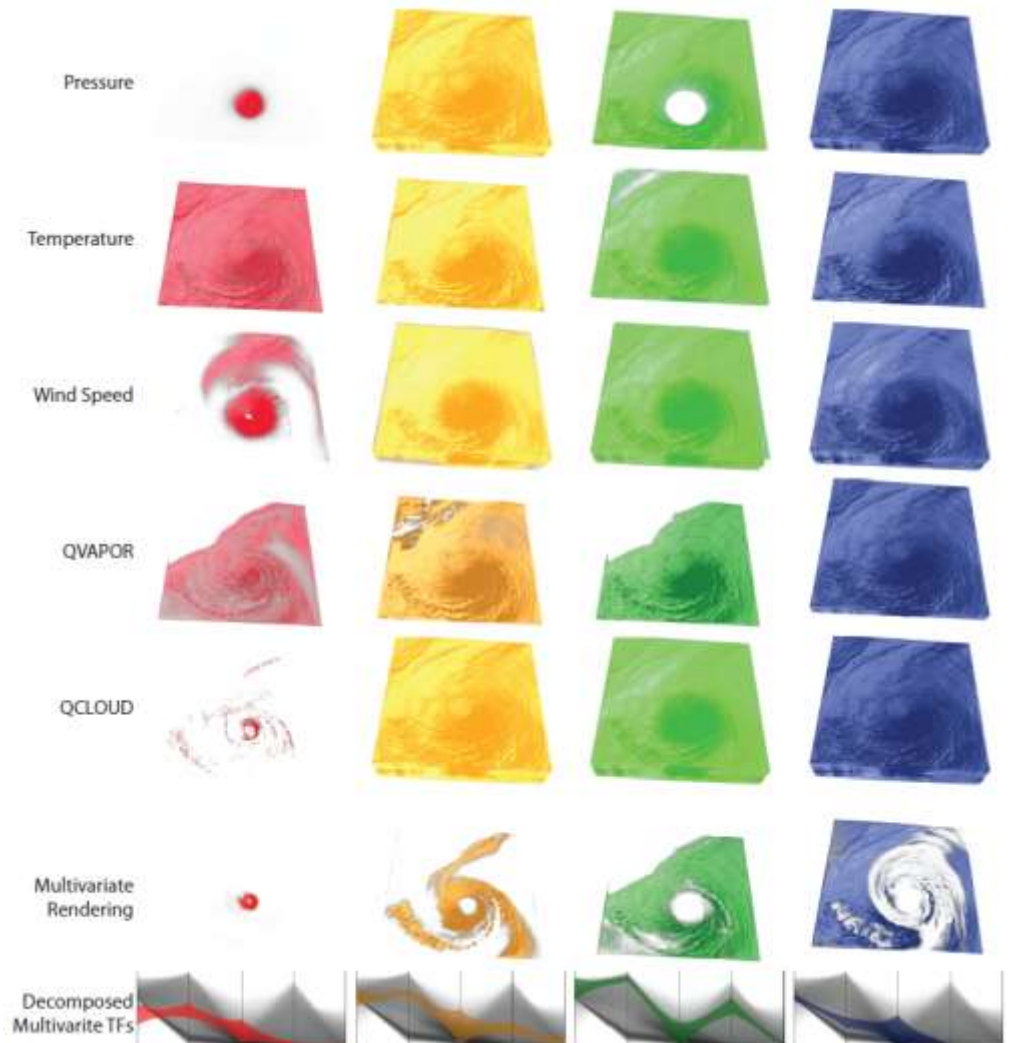 Pressure
Temperature
Wind Speed
QVAPOR
QCLOUD
Multivariate
Rendering
Decomposed
Multivarite TFs